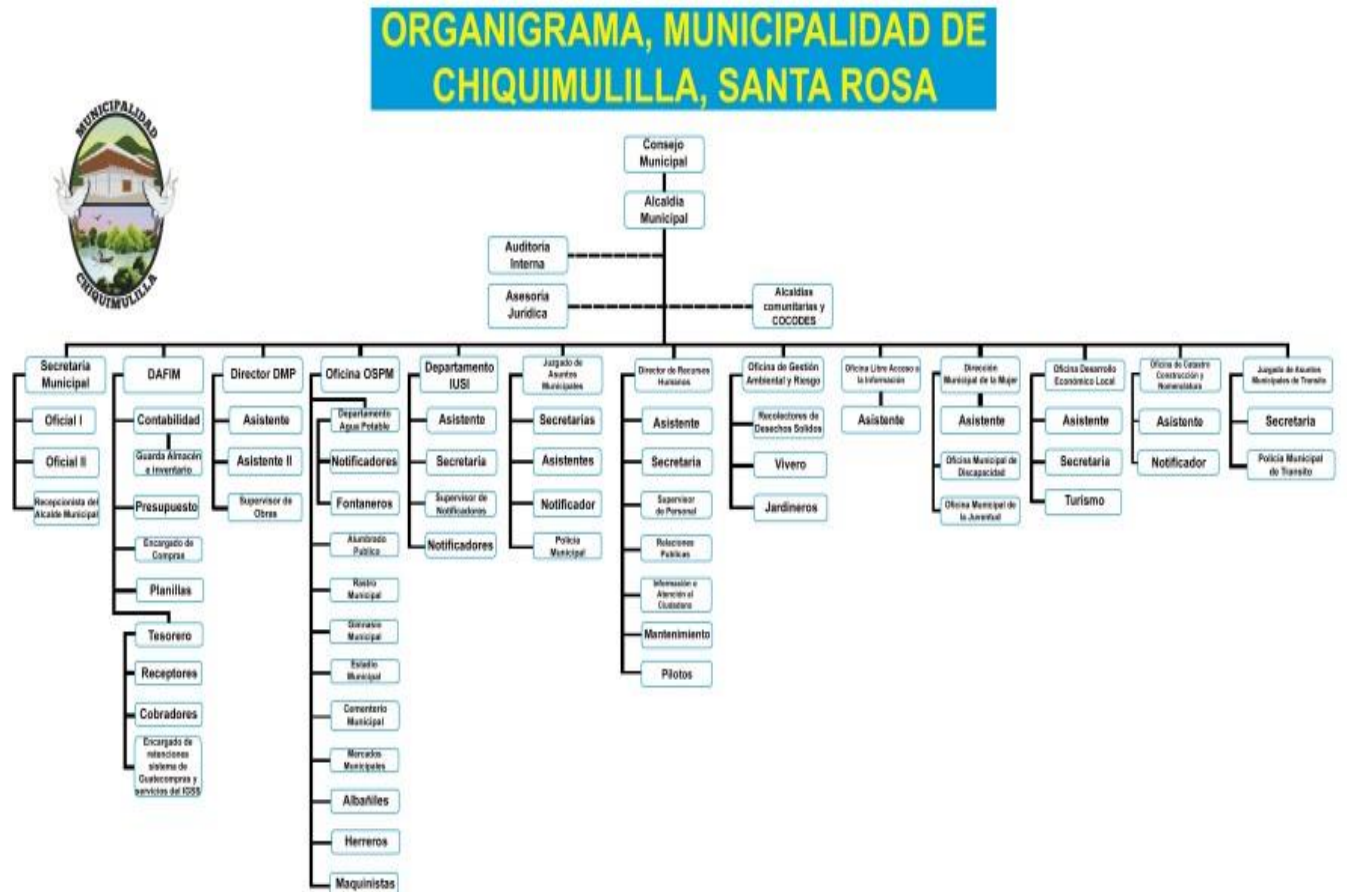 ORGANIGRAMA, MUNICIPALIDAD DE
CHIQUIMULILLA, SANTA ROSA
MUNICIPALIDAD
CHIQUIMULILLA
Consejo
Municipal
Alcaldía
Municipal
Auditoria
Interna
Asesoría
Jurídica
Alcaldías
comunitarias y
COCODES
Secretaria
Municipal
Oficial I
Oficial II
Recepcionista del
Alcalde Municipal
DAFIM
Contabilidad
Guarda Almacén
e Inventario
Presupuesto
Encargado de
Compras
Planillas
Tesorero
Receptores
Cobradores
Encargado de
retenciones
sistema de
Guatecompras y
servicios del IGSS
Director DMP
Asistente
Asistente II
Supervisor de
Obras
Oficina OSPM
Departamento
Agua Potable
Notificadores
Fontaneros
Alumbrado
Publico
Rastro
Municipal
Gimnasio
Municipal
Estadio
Municipal
Cementerio
Municipal
Mercados
Municipales
Albañiles
Herreros
Maquinistas
Departamento
IUSI
Asistente
Secretaria
Supervisor de
Notificadores
Notificadores
Juzgado de
Asuntos
Municipales
Secretarias
Asistentes
Notificador
Policía
Municipal
Director de Recursos
Humanos
Asistente
Secretaria
Supervisor
de Personal
Relaciones
Publicas
Información o
Atención al
Ciudadano
Mantenimiento
Pilotos
Oficina de Gestión
Ambiental y Riesgo
Recolectores de
Desechos Solidos
Vivero
Jardineros
Oficina Libre Acceso a
la Información
Asistente
Dirección
Municipal de la Mujer
Asistente
Oficina Municipal de
Discapacidad
Oficina Municipal de
la Juventud
Oficina Desarrollo
Económico Local
Asistente
Secretaria
Turismo
Oficina de Catastro
Construcción y
Nomenclatura
Asistente
Notificador
Juzgado de Asuntos
Municipales de Transito
Secretaria
Policía Municipal
de Transito